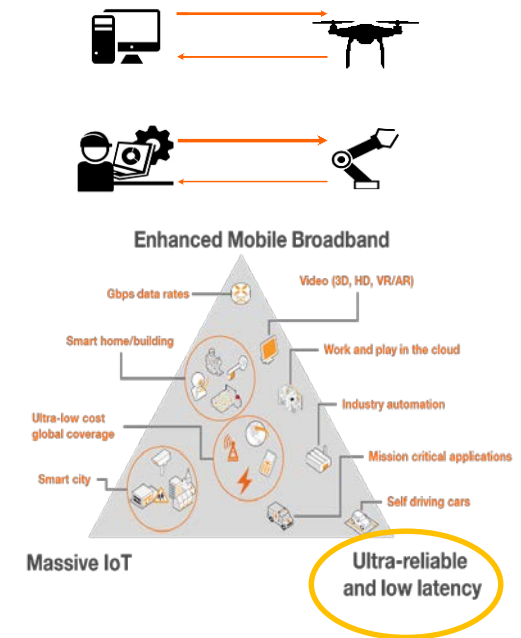 Enhanced Mobile Broadband
Video (3D, HD, VR/AR)
Gbps data rates
Smart home/building
Work and play in the cloud
Industry automation
Ultra-low cost
global coverage
Mission critical applications
Smart city
Self driving cars
Massive IoT
Ultra-reliable
and low latency